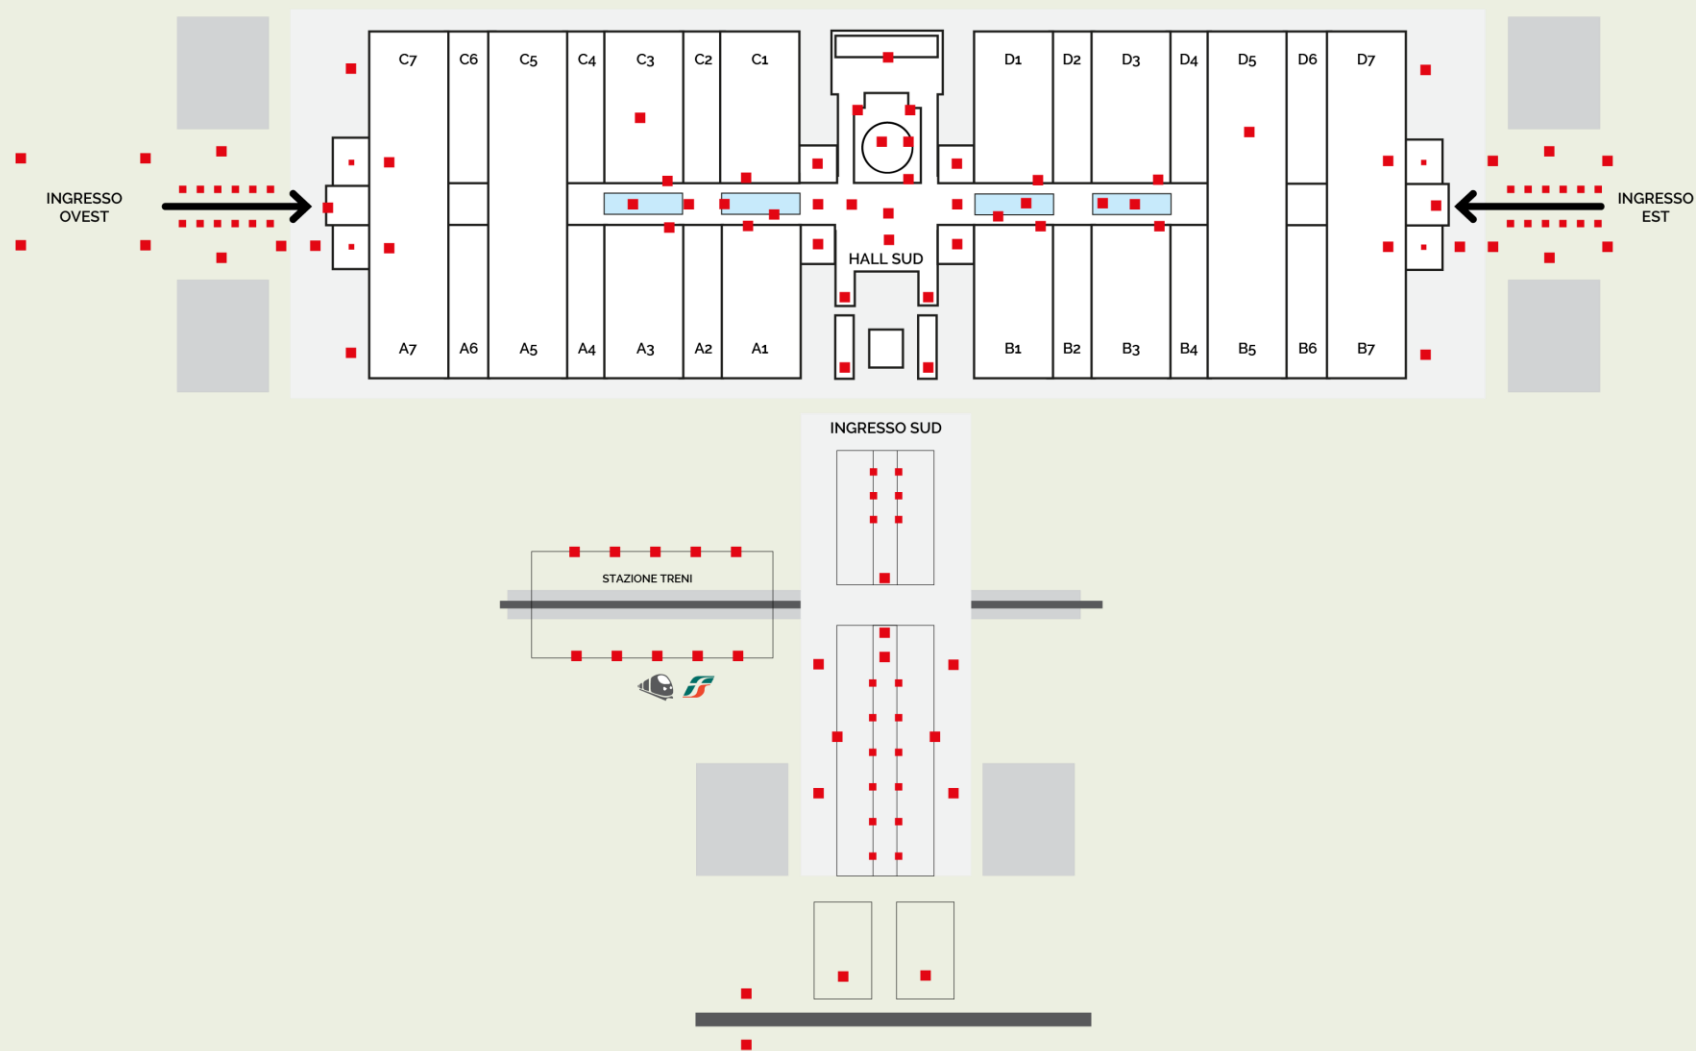 C7 C6 C5 C4 C3 C2 C1 D1 D2 D3 D4 D5 D6 D7
INGRESSO
OVEST
INGRESSO
EST
HALL SUD
A7 A6 A5 A4 A3 A2 A1 B1 B2 B3 B4 B5 B6 B7
INGRESSO SUD
STAZIONE TRENI